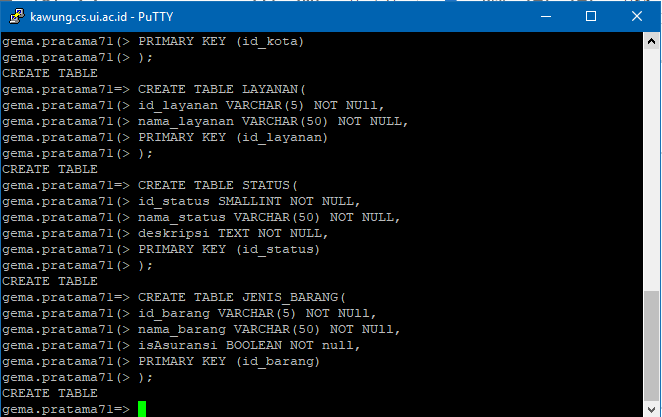 kawung.cs.ui.ac.id - PuTTY
gema.pratama71(> PRIMARY KEY (id_kota)
gema.pratama71(> );
CREATE TABLE
gema.pratama71=> CREATE TABLE LAYANAN(
gema.pratama71(> id_layanan VARCHAR(5) NOT NUll,
gema.pratama71(> nama_layanan VARCHAR(50) NOT NULL,
gema.pratama71(> PRIMARY KEY (id_layanan)
gema.pratama71(> );
CREATE TABLE
gema.pratama71=> CREATE TABLE STATUS(
gema.pratama71(> id_status SMALLINT NOT NULL,
gema.pratama71(> nama_status VARCHAR(50) NOT NULL,
gema.pratama71(> deskripsi TEXT NOT NULL,
gema.pratama71(> PRIMARY KEY (id_status)
gema.pratama71(> );
CREATE TABLE
gema.pratama71=> CREATE TABLE JENIS_BARANG(
gema.pratama71(> id_barang VARCHAR(5) NOT NUll,
gema.pratama71(> nama_barang VARCHAR(50) NOT NUll,
gema.pratama71(> isAsuransi BOOLEAN NOT null,
gema.pratama71(> PRIMARY KEY (id_barang)
gema.pratama71(> );
CREATE TABLE
gema.pratama71=>